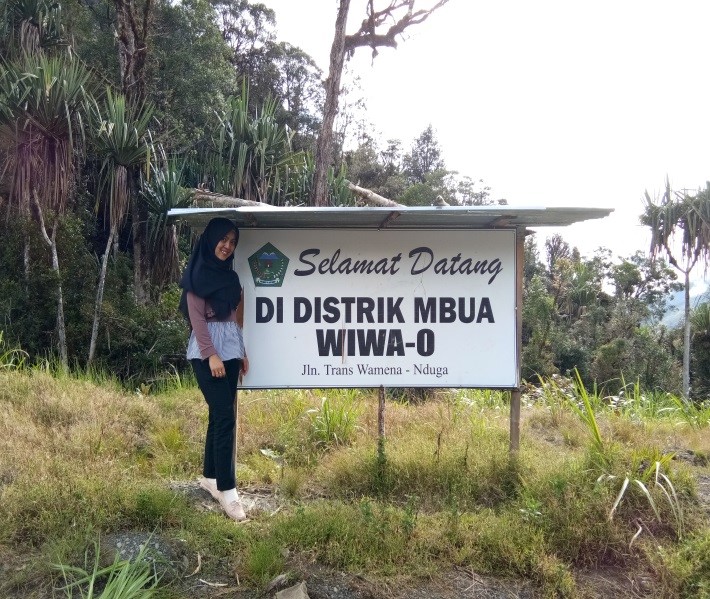 Selamat Datang
DI DISTRIK MBUA
WIWA-O
Jln. Trans Wamena - Nduga